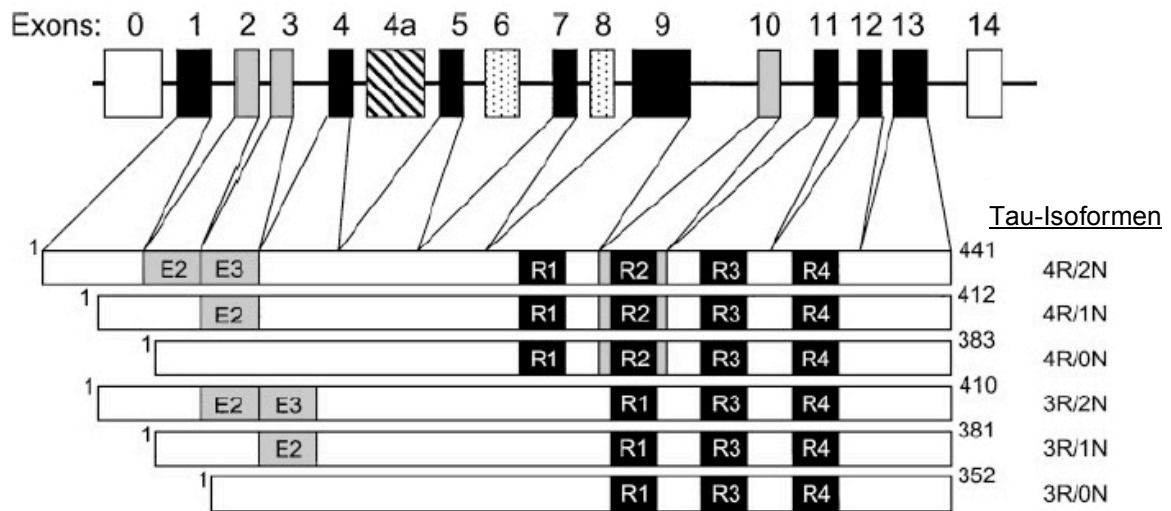 Exons: 0 1 2 3 4 4a 5 6 7 8 9 10 11 12 13 14
Tau-Isoformen
1 441
E2 E3 R1 R2 R3 R4 4R/2N
1 412
E2 R1 R2 R3 R4 4R/1N
1 383
R1 R2 R3 R4 4R/0N
1 410
E2 E3 R1 R3 R4 3R/2N
1 381
E2 R1 R3 R4 3R/1N
1 352
R1 R3 R4 3R/0N